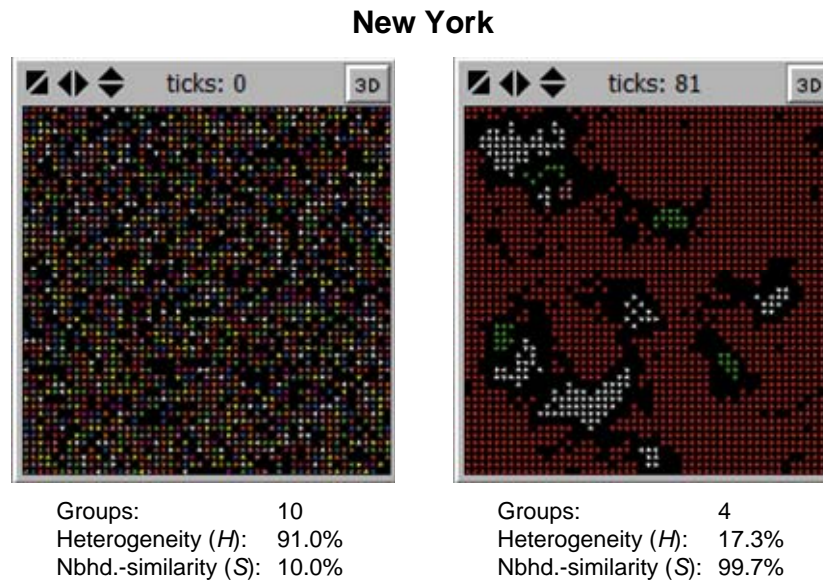 New York
ticks: 0
3D
ticks: 81
3D
Groups: 10
Heterogeneity (H): 91.0%
Nbhd.-similarity (S): 10.0%
Groups: 4
Heterogeneity (H): 17.3%
Nbhd.-similarity (S): 99.7%